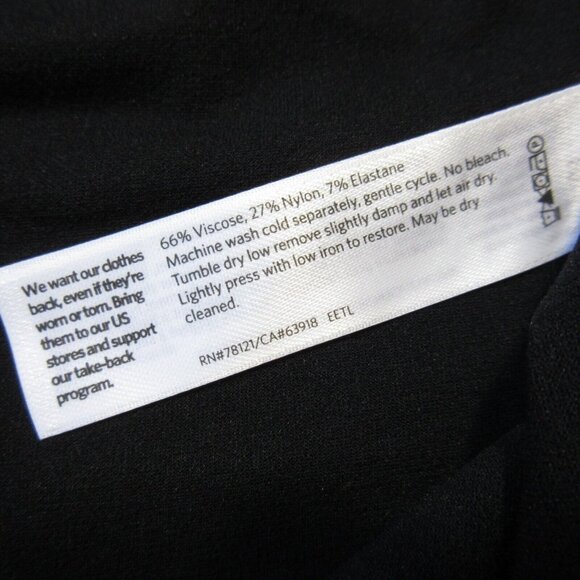 We want our clothes
back, even if they're
worn or torn. Bring
them to our US
stores and support
our take-back
program.
66% Viscose, 27% Nylon, 7% Elastane
Machine wash cold separately, gentle cycle. No bleach.
Tumble dry low remove slightly damp and let air dry.
Lightly press with low iron to restore. May be dry
cleaned.
RN#78121/CA#63918 EETL